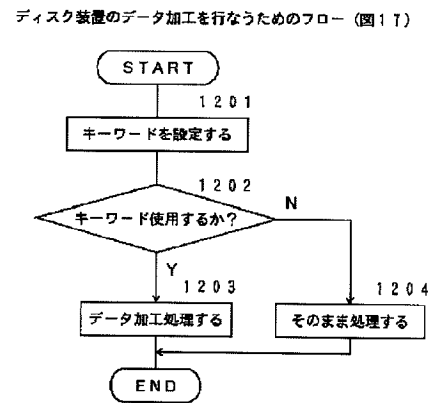 ディスク装置のデータ加工を行なうためのフロー (図17)
START
1201
キーワードを設定する
1202
キーワード使用するか?
N
Y
1203
データ加工処理する
1204
そのまま処理する
END